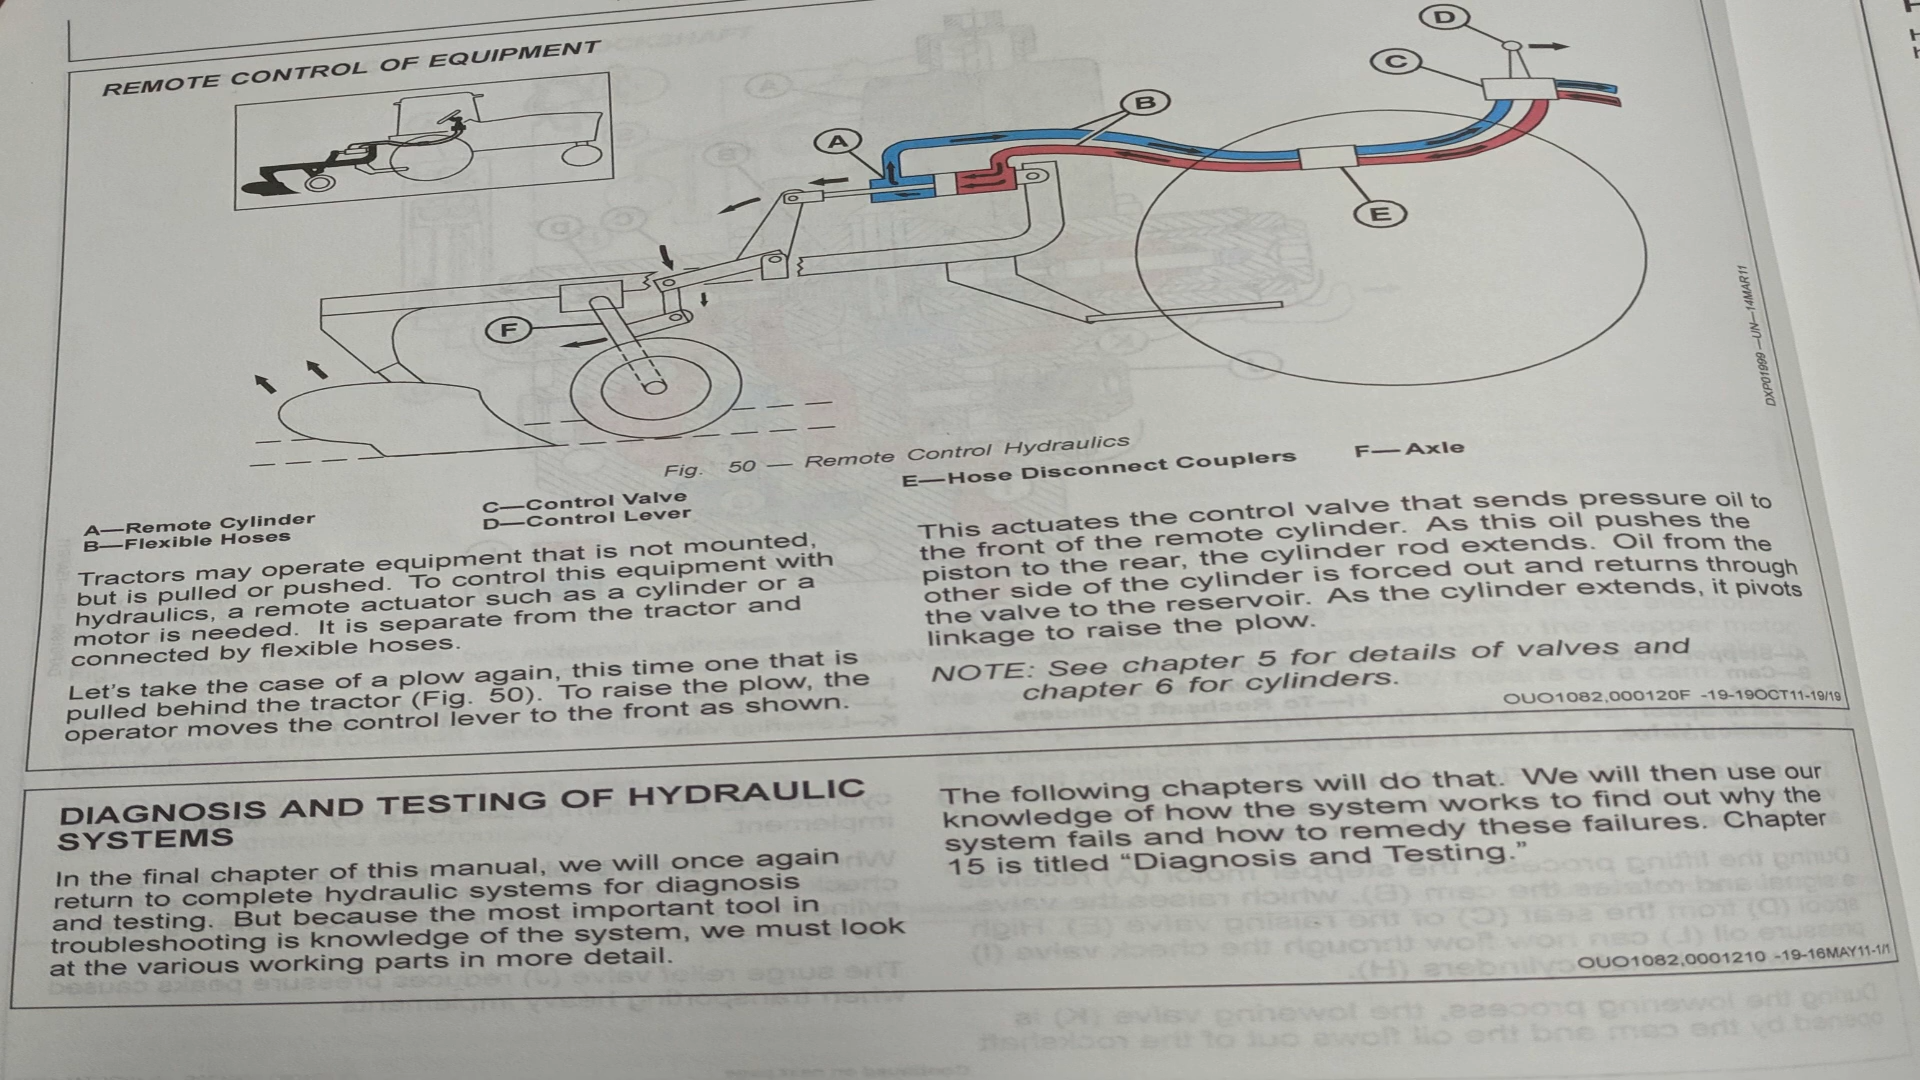 REMOTE CONTROL OF EQUIPMENT
D
C
B
A
E
F
DXP01999 —UN—14MAR11
Fig. 50 — Remote Control Hydraulics
A—Remote Cylinder
B—Flexible Hoses
C—Control Valve
D—Control Lever
E—Hose Disconnect Couplers
F—Axle
Tractors may operate equipment that is not mounted,
but is pulled or pushed. To control this equipment with
hydraulics, a remote actuator such as a cylinder or a
motor is needed. It is separate from the tractor and
connected by flexible hoses.
Let's take the case of a plow again, this time one that is
pulled behind the tractor (Fig. 50). To raise the plow, the
operator moves the control lever to the front as shown.
This actuates the control valve that sends pressure oil to
the front of the remote cylinder. As this oil pushes the
piston to the rear, the cylinder rod extends. Oil from the
other side of the cylinder is forced out and returns through
the valve to the reservoir. As the cylinder extends, it pivots
linkage to raise the plow.
NOTE: See chapter 5 for details of valves and
chapter 6 for cylinders.
OUO1082,000120F -19-19OCT11-19/19
DIAGNOSIS AND TESTING OF HYDRAULIC
SYSTEMS
In the final chapter of this manual, we will once again
return to complete hydraulic systems for diagnosis
and testing. But because the most important tool in
troubleshooting is knowledge of the system, we must look
at the various working parts in more detail.
The following chapters will do that. We will then use our
knowledge of how the system works to find out why the
system fails and how to remedy these failures. Chapter
15 is titled “Diagnosis and Testing.”
OUO1082,0001210 -19-16MAY11-1/1